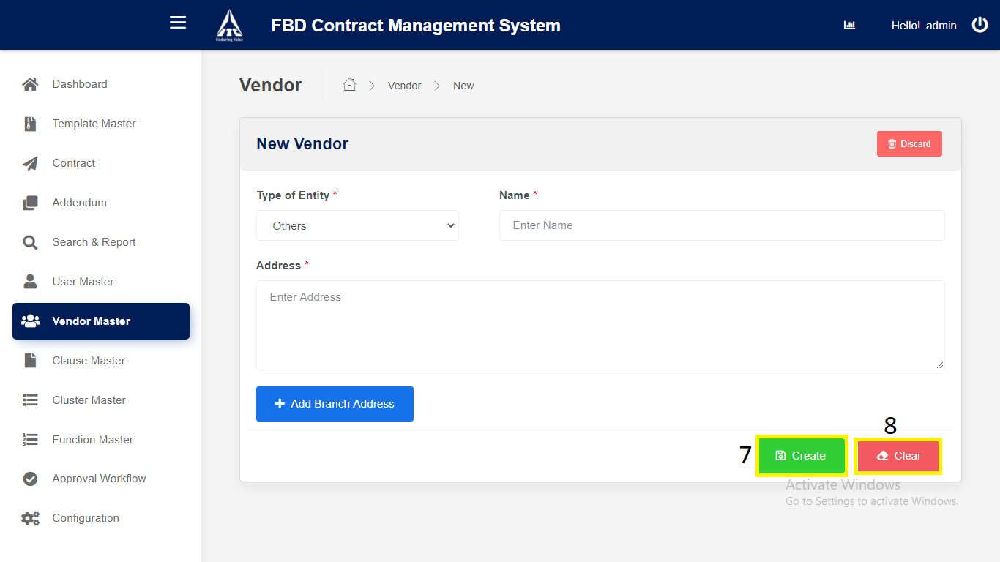 FBD Contract Management System
Hello! admin
Enduring Value
Dashboard
Template Master
Contract
Addendum
Search & Report
User Master
Vendor Master
Clause Master
Cluster Master
Function Master
Approval Workflow
Configuration
Vendor
Vendor
New
New Vendor
Discard
Type of Entity *
Name *
Others
Enter Name
Address *
Enter Address
Add Branch Address
8
7
Create
Clear
Activate Windows
Go to Settings to activate Windows.